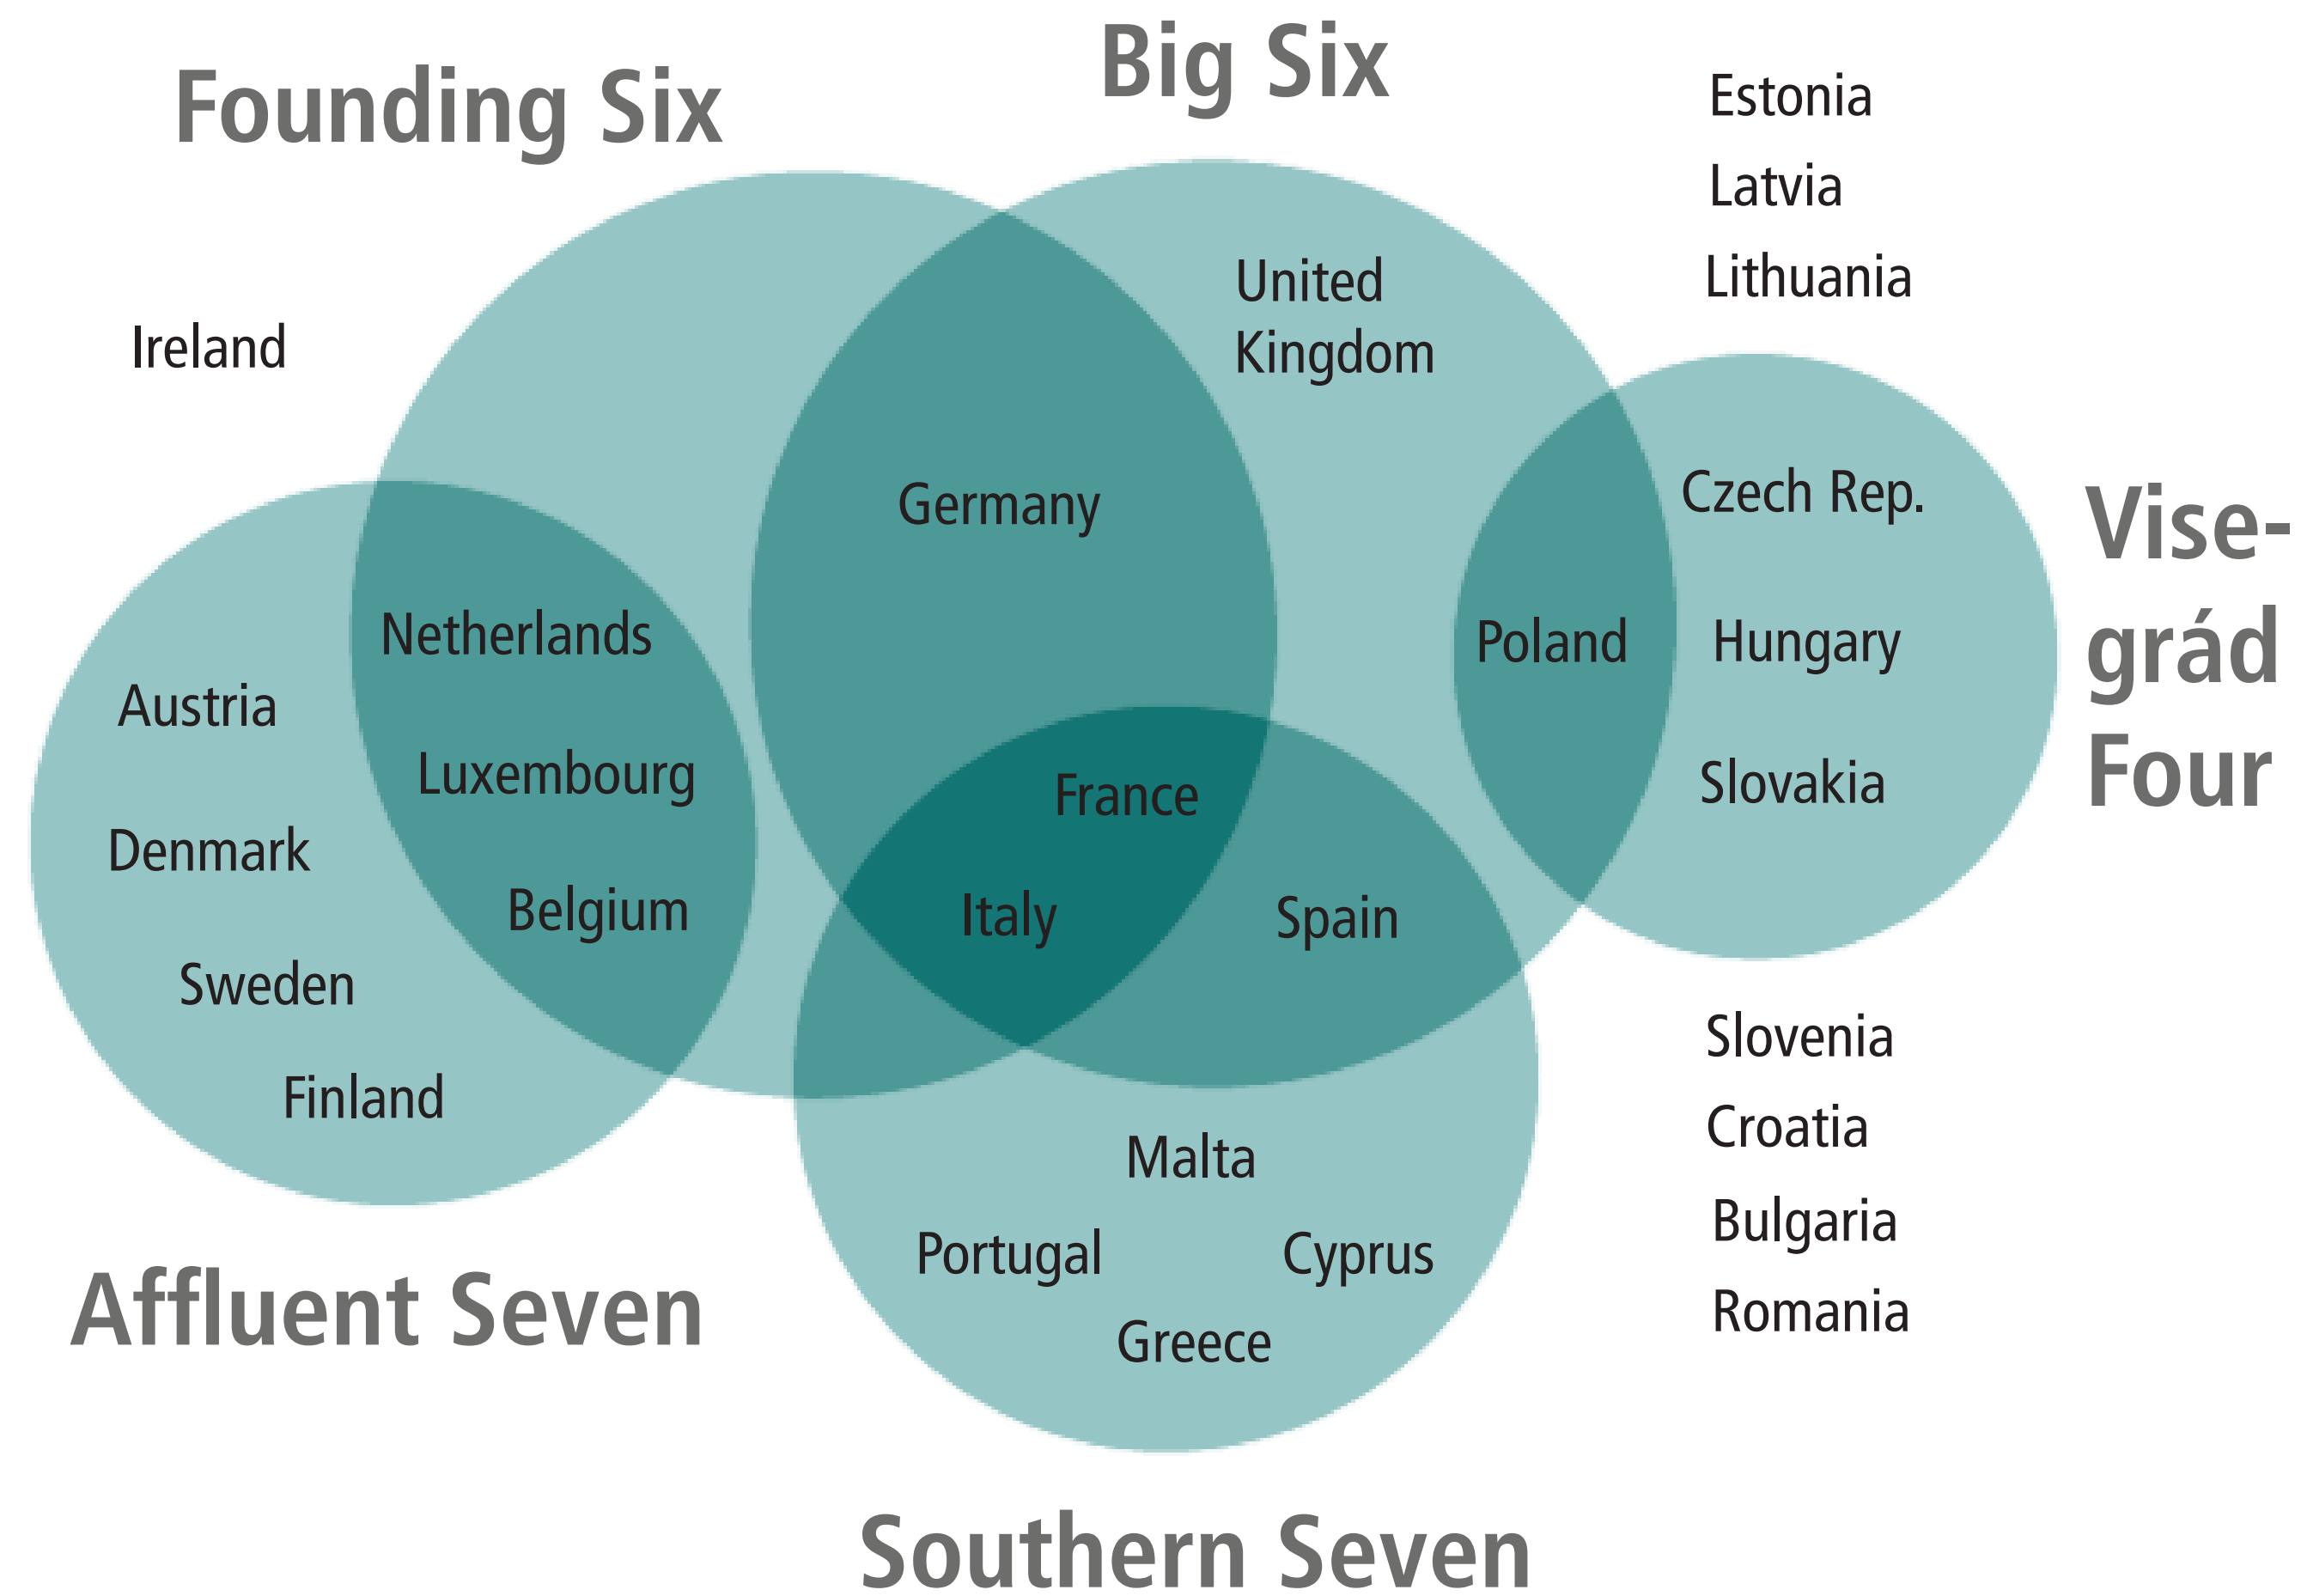 Founding Six
Big Six
Estonia
Latvia
Lithuania
Ireland
United
Kingdom
Germany
Czech Rep.
Vise-
grád
Four
Netherlands
Poland
Hungary
Austria
Luxembourg
France
Slovakia
Denmark
Belgium
Italy
Spain
Sweden
Finland
Slovenia
Croatia
Malta
Bulgaria
Portugal
Cyprus
Romania
Greece
Affluent Seven
Southern Seven